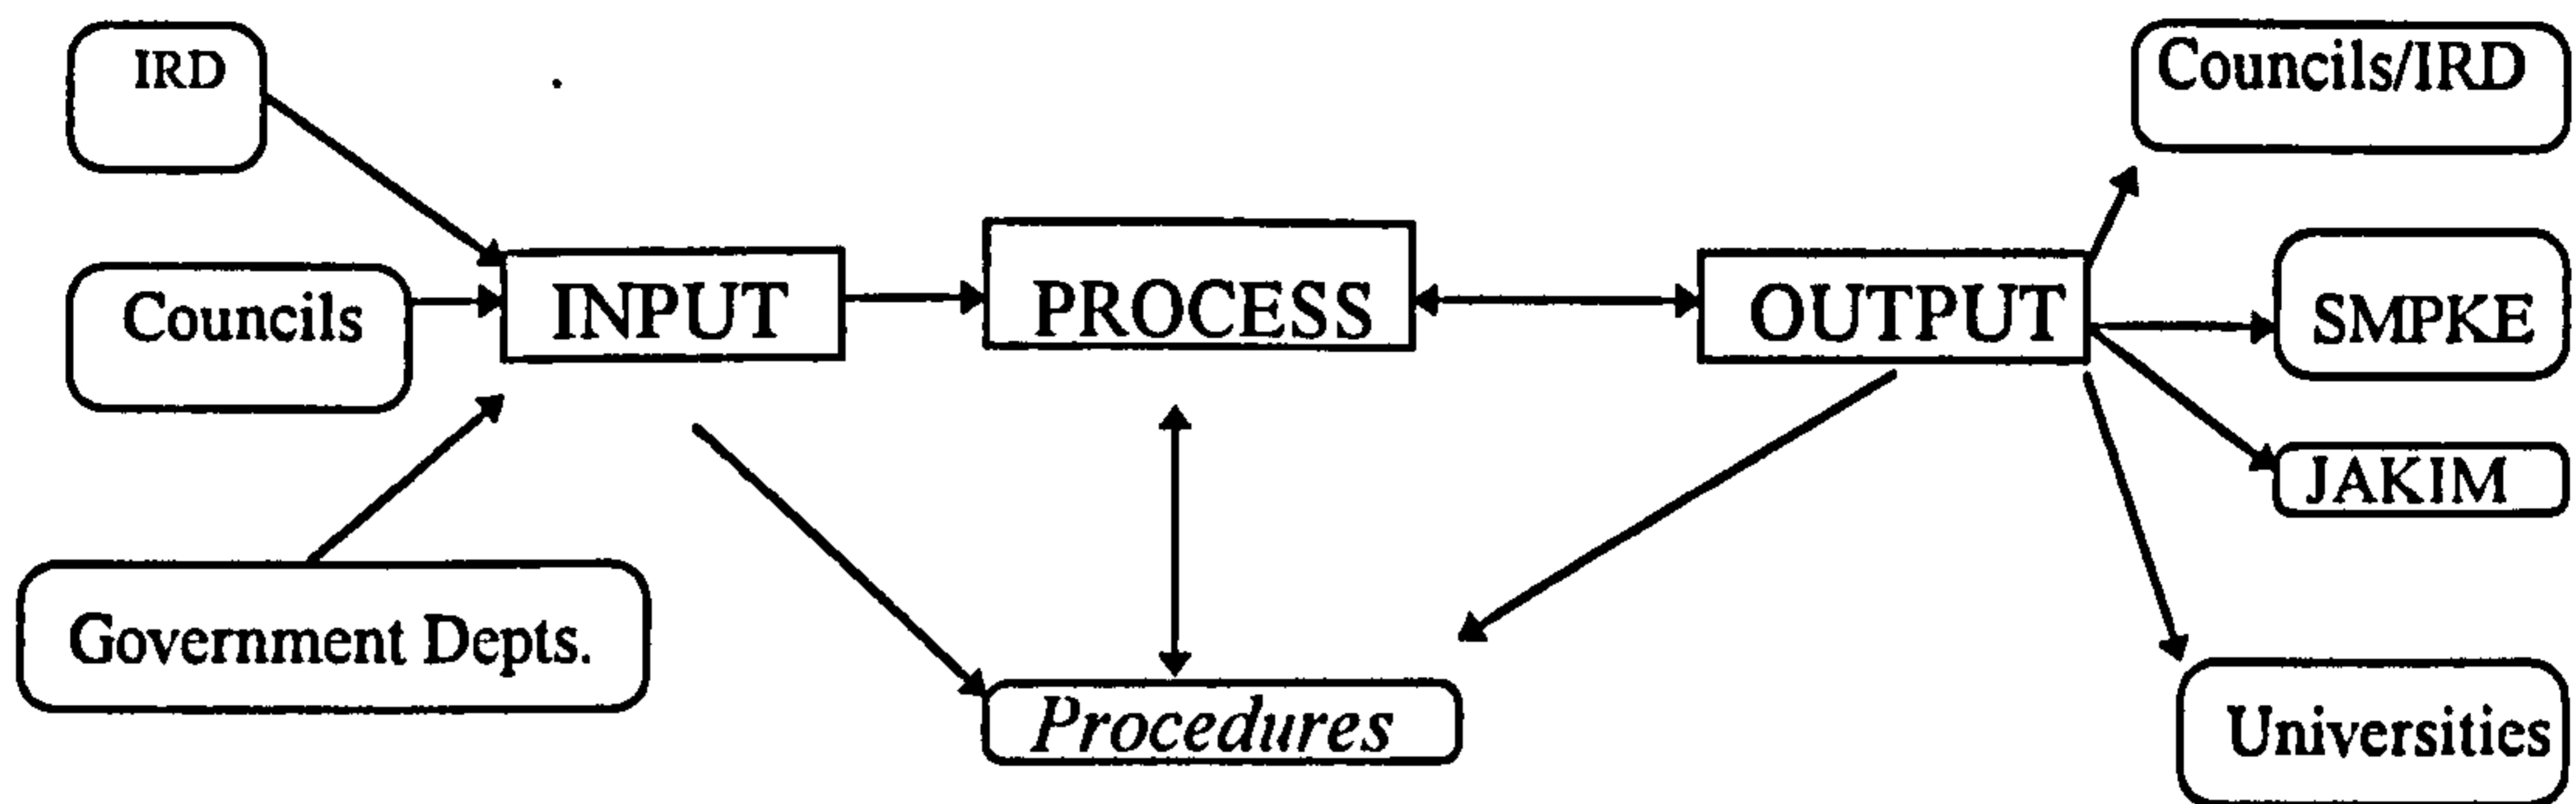 IRD
Councils/IRD
Councils
INPUT
PROCESS
OUTPUT
SMPKE
JAKIM
Government Depts.
Procedures
Universities